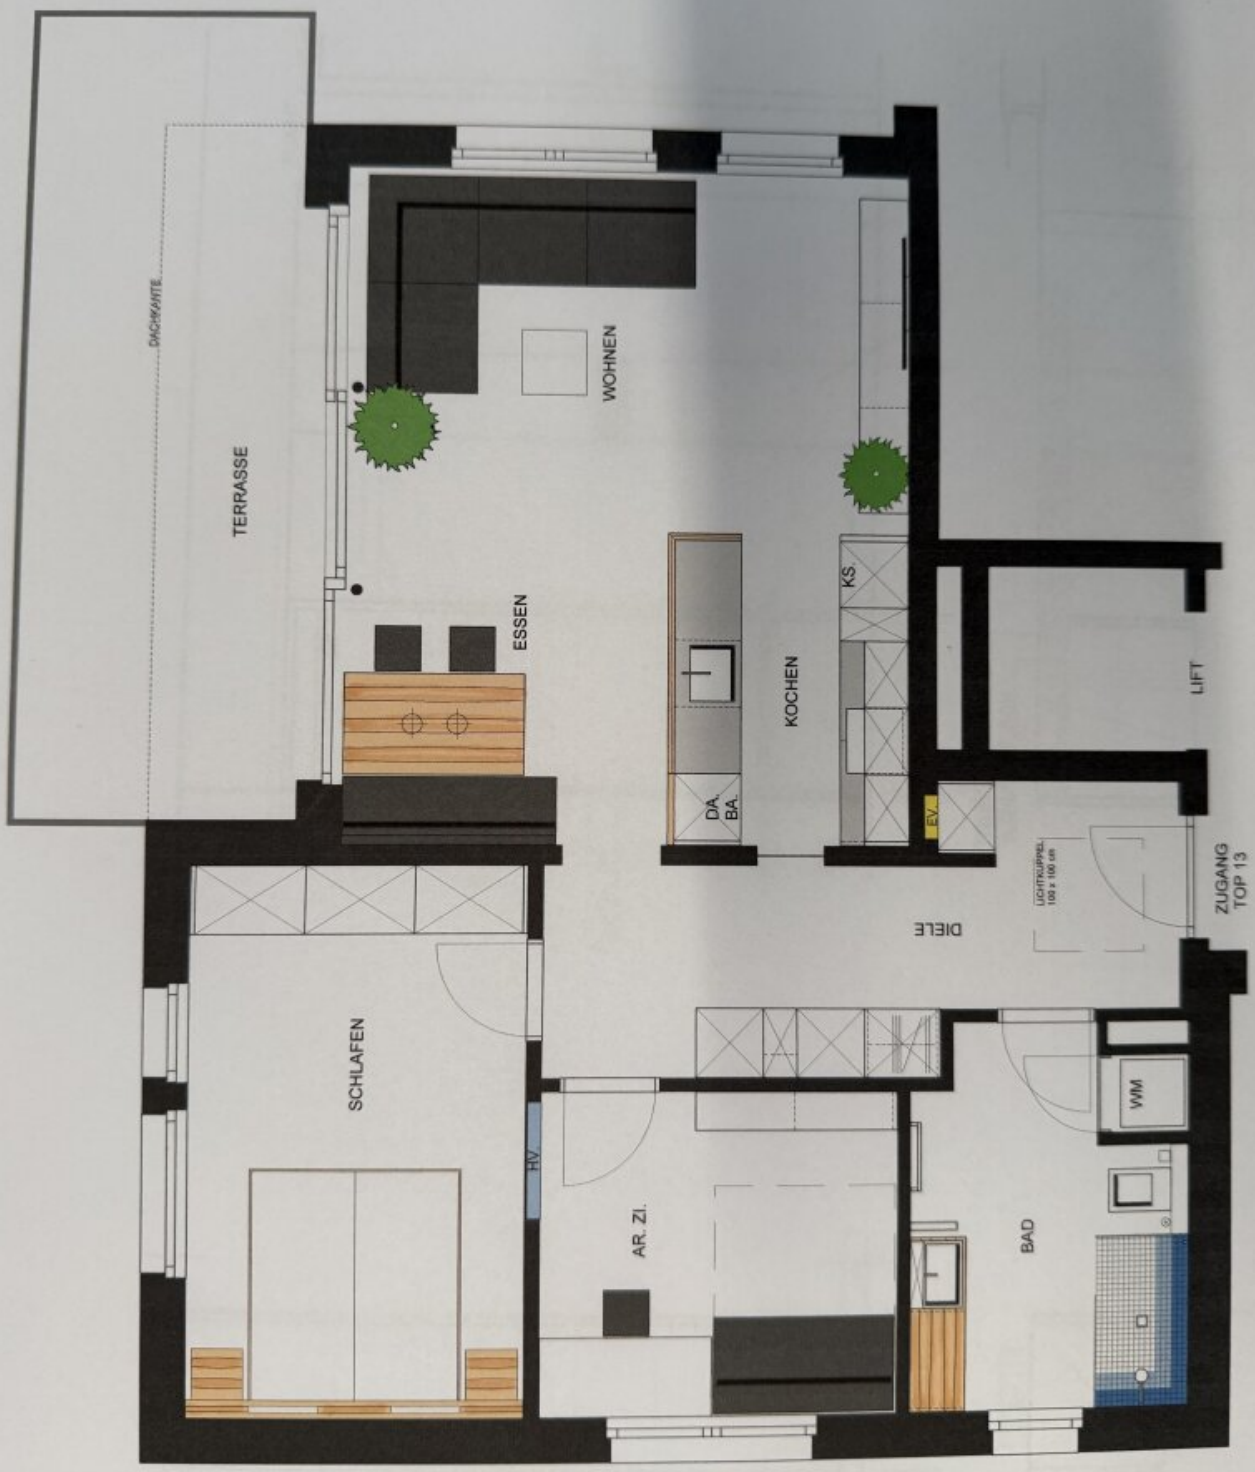 DACHKANTE
TERRASSE
WOHNEN
ESSEN
KS.
KOCHEN
LIFT
DA.
BA.
EV.
LICHTKUPPEL
100 x 100 cm
ZUGANG
TOP 13
DIELE
SCHLAFEN
HV.
WM
AR. ZI.
BAD